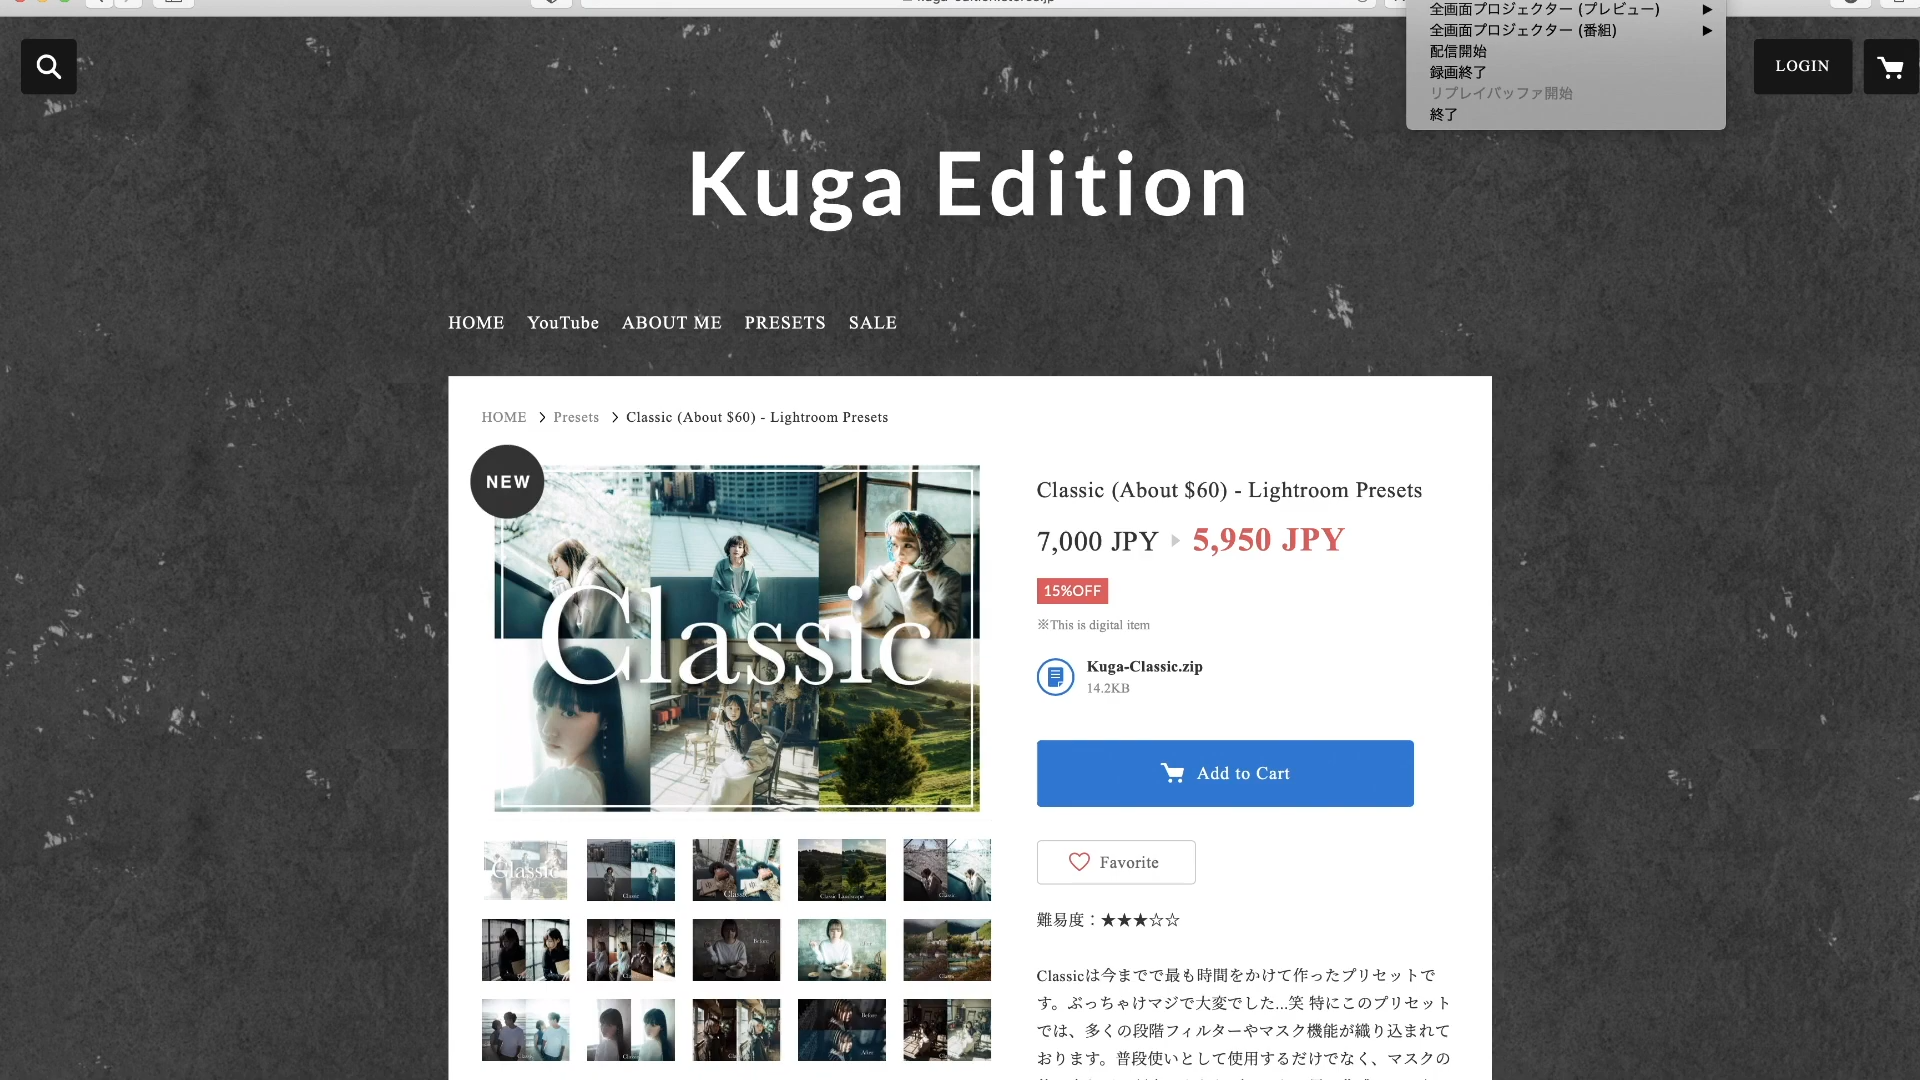 全画面プロジェクター (プレビュー)
全画面プロジェクター (番組)
配信開始
録画終了
リプレイバッファ開始
終了
LOGIN
Kuga Edition
HOME YouTube ABOUT ME PRESETS SALE
HOME Presets Classic (About $60) - Lightroom Presets
NEW
Classic
Classic (About $60) - Lightroom Presets
7,000 JPY 5,950 JPY
15%OFF
※This is digital item
Kuga-Classic.zip
14.2KB
Add to Cart
Favorite
難易度：★★★☆☆
Classicは今までで最も時間をかけて作ったプリセットで
す。ぶっちゃけマジで大変でした...笑 特にこのプリセット
では、多くの段階フィルターやマスク機能が織り込まれて
おります。普段使いとして使用するだけでなく、マスクの